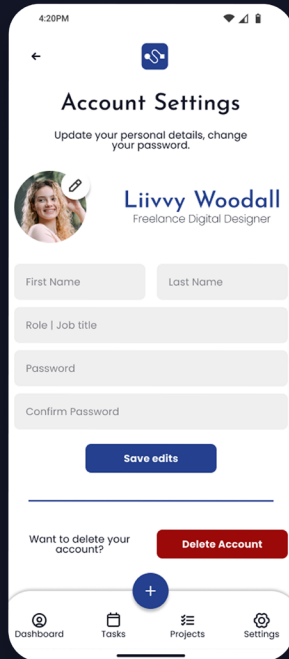 4:20PM
Account Settings
Update your personal details, change
your password.
Liivvy Woodall
Freelance Digital Designer
First Name Last Name
Role | Job title
Password
Confirm Password
Save edits
Want to delete your
account?
Delete Account
Dashboard Tasks Projects Settings